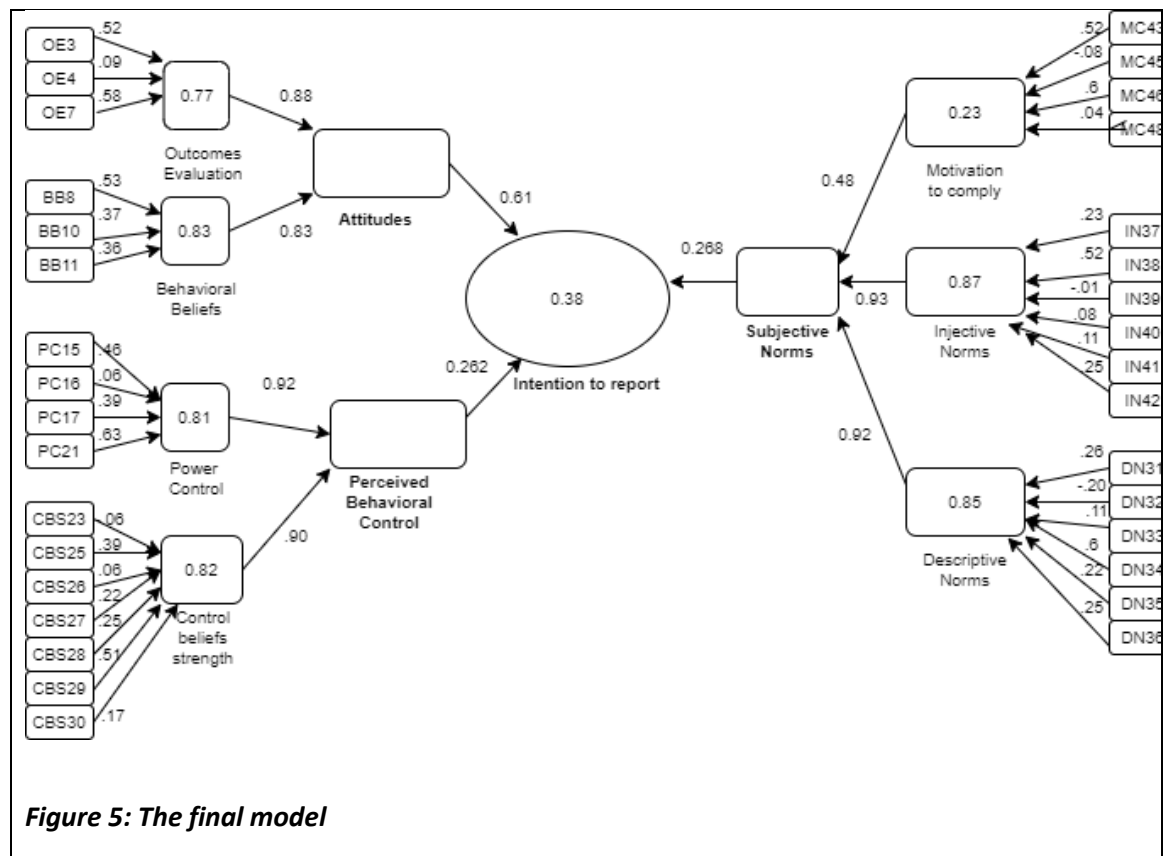 OE3
OE4
OE7
.52
.09
.58
0.77
Outcomes
Evaluation
0.88
BB8
BB10
BB11
.53
.37
.36
0.83
Behavioral
Beliefs
0.83
Attitudes
0.61
PC15
PC16
PC17
PC21
.46
.06
.39
.63
0.81
Power
Control
0.92
CBS23
CBS25
CBS26
CBS27
CBS28
CBS29
CBS30
.06
.39
.06
.22
.25
.51
.17
0.82
Control
beliefs
strength
.90
Perceived
Behavioral
Control
0.262
0.38
Intention to report
0.268
Subjective
Norms
0.48
0.93
0.92
0.23
Motivation
to comply
.52
-.08
.6
.04
MC43
MC45
MC46
MC48
0.87
Injective
Norms
.23
.52
-.01
.08
.11
.25
IN37
IN38
IN39
IN40
IN41
IN42
0.85
Descriptive
Norms
.26
-.20
.11
.6
.22
.25
DN31
DN32
DN33
DN34
DN35
DN36
Figure 5: The final model